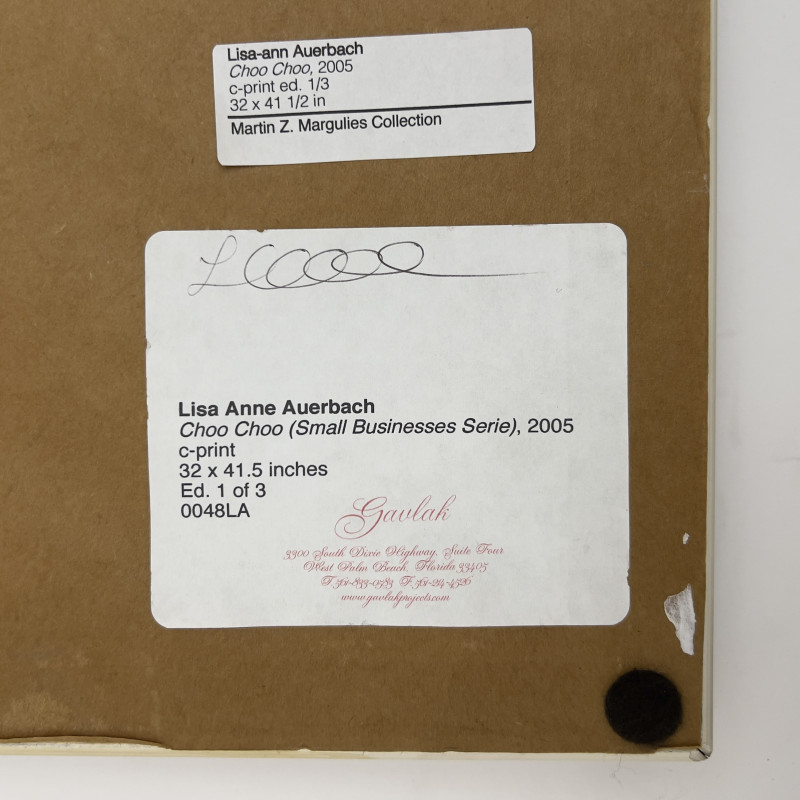 Lisa-ann Auerbach
Choo Choo, 2005
c-print ed. 1/3
32 x 41 1/2 in
Martin Z. Margulies Collection
Lisa Anne Auerbach
Choo Choo (Small Businesses Serie), 2005
c-print
32 x 41.5 inches
Ed. 1 of 3
0048LA
Gavlak
3300 South Dixie Highway, Suite Four
West Palm Beach, Florida 33405
www.gavlakprojects.com